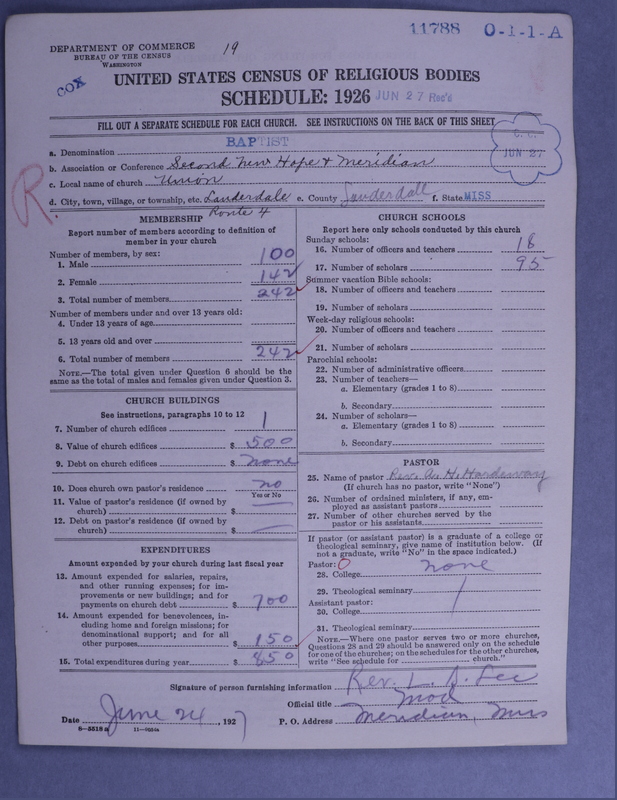 11788 O-1-1-A
DEPARTMENT OF COMMERCE
BUREAU OF THE CENSUS
WASHINGTON
19
COX
UNITED STATES CENSUS OF RELIGIOUS BODIES
SCHEDULE: 1926 JUN 27 Rec'd
FILL OUT A SEPARATE SCHEDULE FOR EACH CHURCH. SEE INSTRUCTIONS ON THE BACK OF THIS SHEET
JUN 27
R
a. Denomination BAPTIST
b. Association or Conference Second New Hope & Meridian
c. Local name of church Union
d. City, town, village, or township, etc. Lauderdale e. County Lauderdall f. State MISS
Route 4
MEMBERSHIP
Report number of members according to definition of
member in your church
Number of members, by sex:
1. Male 100
2. Female 142
3. Total number of members 242
Number of members under and over 13 years old:
4. Under 13 years of age
5. 13 years old and over
6. Total number of members 242
NOTE.—The total given under Question 6 should be the
same as the total of males and females given under Question 3.
CHURCH BUILDINGS
See instructions, paragraphs 10 to 12
7. Number of church edifices 1
8. Value of church edifices $ 500
9. Debt on church edifices $ none
10. Does church own pastor's residence no
Yes or No
11. Value of pastor's residence (if owned by
church) $
12. Debt on pastor's residence (if owned by
church) $
EXPENDITURES
Amount expended by your church during last fiscal year
13. Amount expended for salaries, repairs,
and other running expenses; for im-
provements or new buildings; and for
payments on church debt $ 700
14. Amount expended for benevolences, in-
cluding home and foreign missions; for
denominational support; and for all
other purposes $ 150
15. Total expenditures during year $ 850
CHURCH SCHOOLS
Report here only schools conducted by this church
Sunday schools:
16. Number of officers and teachers 18
17. Number of scholars 95
Summer vacation Bible schools:
18. Number of officers and teachers
19. Number of scholars
Week-day religious schools:
20. Number of officers and teachers
21. Number of scholars
Parochial schools:
22. Number of administrative officers
23. Number of teachers—
a. Elementary (grades 1 to 8)
b. Secondary
24. Number of scholars—
a. Elementary (grades 1 to 8)
b. Secondary
PASTOR
25. Name of pastor Rev. A. H.
(If church has no pastor, write "None")
26. Number of ordained ministers, if any, em-
ployed as assistant pastors
27. Number of other churches served by the
pastor or his assistants
If pastor (or assistant pastor) is a graduate of a college or
theological seminary, give name of institution below. (If
not a graduate, write "No" in the space indicated.)
Pastor:
28. College none
29. Theological seminary
Assistant pastor:
30. College
31. Theological seminary
NOTE.—Where one pastor serves two or more churches,
Questions 28 and 29 should be answered only on the schedule
for one of the churches; on the schedules for the other churches,
write "See schedule for church."
Signature of person furnishing information Rev. L. B. Lee
Official title Mod
Date June 24, 1927 P. O. Address Meridian, Miss
8—5518a 11—9234a